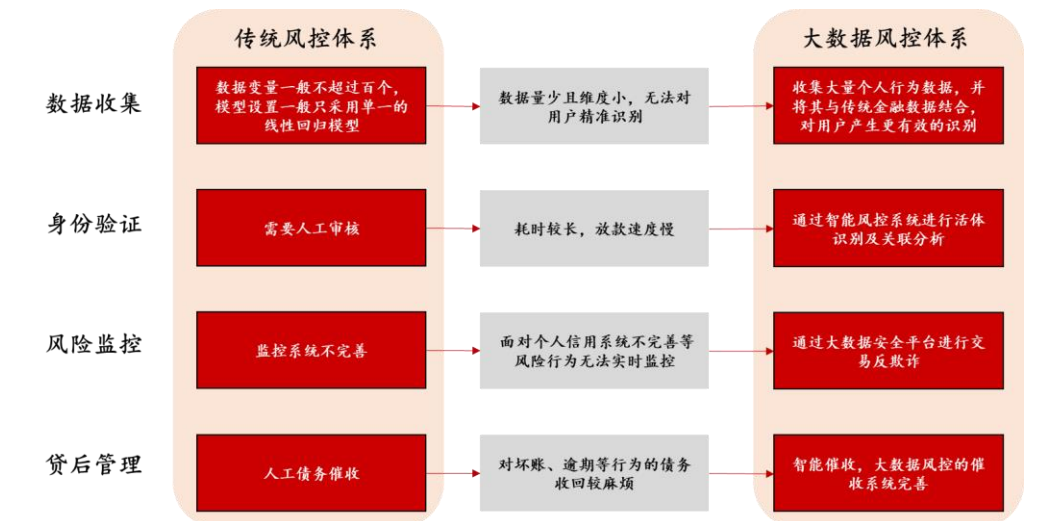 传统风控体系
大数据风控体系
数据收集
数据变量一般不超过百个,
模型设置一般只采用单一的
线性回归模型
数据量少且维度小，无法对
用户精准识别
收集大量个人行为数据，并
将其与传统金融数据结合，
对用户产生更有效的识别
身份验证
需要人工审核
耗时较长，放款速度慢
通过智能风控系统进行活体
识别及关联分析
风险监控
监控系统不完善
面对个人信用系统不完善等
风险行为无法实时监控
通过大数据安全平台进行交
易反欺诈
贷后管理
人工债务催收
对坏账、逾期等行为的债务
收回较麻烦
智能催收，大数据风控的催
收系统完善